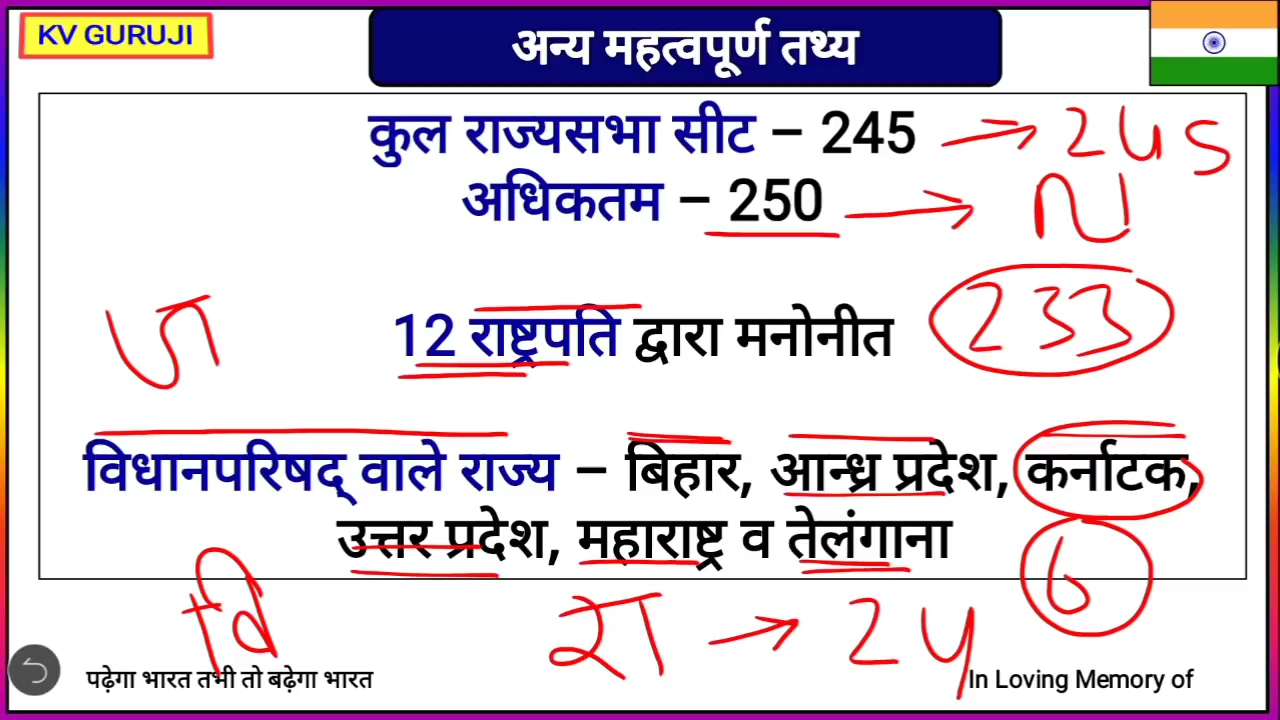 KV GURUJI
अन्य महत्वपूर्ण तथ्य
कुल राज्यसभा सीट – 245 → 245
अधिकतम – 250 →
12 राष्ट्रपति द्वारा मनोनीत 233
विधानपरिषद् वाले राज्य – बिहार, आन्ध्र प्रदेश, कर्नाटक,
उत्तर प्रदेश, महाराष्ट्र व तेलंगाना
6
रा → 24
पढ़ेगा भारत तभी तो बढ़ेगा भारत
In Loving Memory of